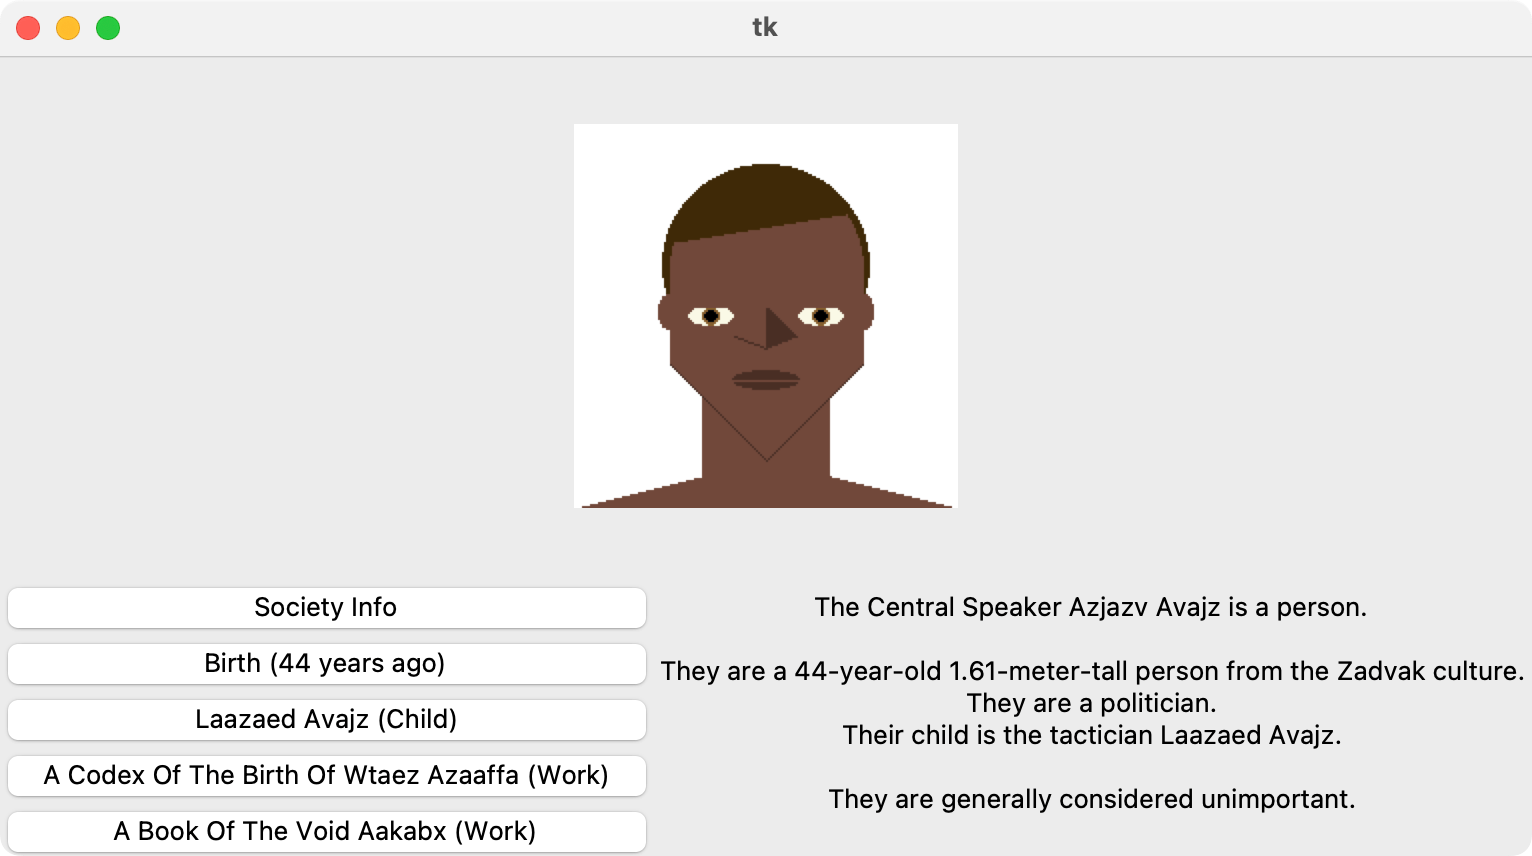 tk
Society Info
Birth (44 years ago)
Laazaed Avajz (Child)
A Codex Of The Birth Of Wtaez Azaaffa (Work)
A Book Of The Void Aakabx (Work)
The Central Speaker Azjazv Avajz is a person.
They are a 44-year-old 1.61-meter-tall person from the Zadvak culture.
They are a politician.
Their child is the tactician Laazaed Avajz.
They are generally considered unimportant.